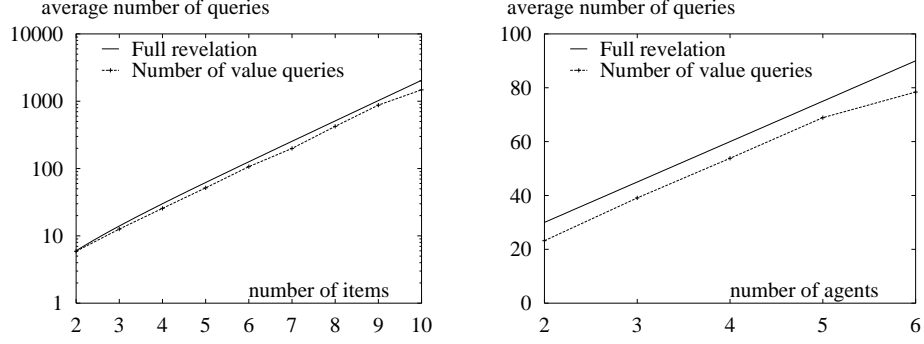 average number of queries
10000
1000
100
10
1
Full revelation
Number of value queries
number of items
2 3 4 5 6 7 8 9 10
average number of queries
100
80
60
40
20
0
Full revelation
Number of value queries
number of agents
2 3 4 5 6